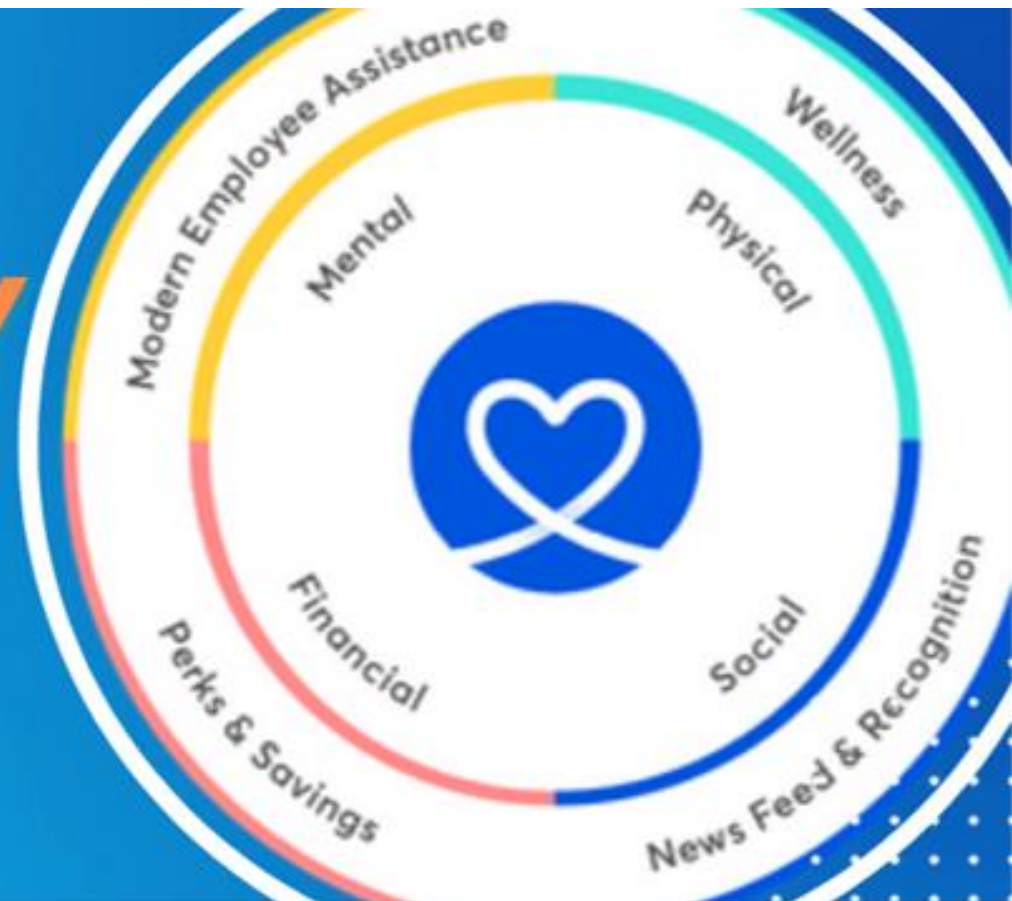 Modern Employee Assistance
Wellness
Mental
Physical
Financial
Social
Perks & Savings
News Feed & Recognition